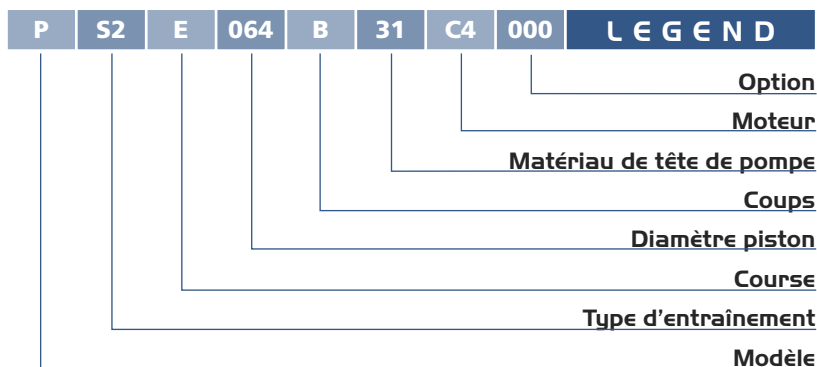 P S2 E 064 B 31 C4 000 LEGEND
Option
Moteur
Matériau de tête de pompe
Coups
Diamètre piston
Course
Type d'entraînement
Modèle